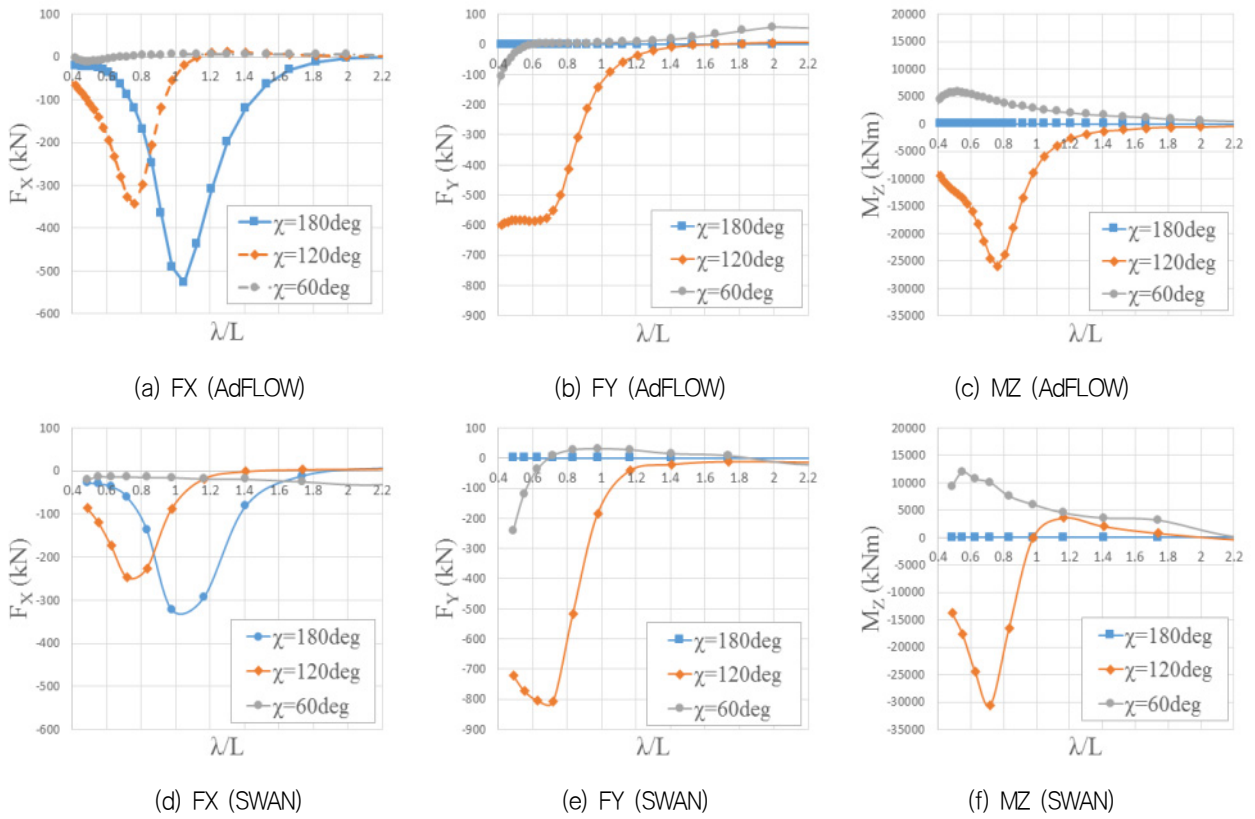 100
0
-100
-200
-300
-400
-500
-600
0.4 0.6 0.8 1 1.2 1.4 1.6 1.8 2 2.2
F_X (kN)
χ=180deg
χ=120deg
χ=60deg
λ/L
(a) FX (AdFLOW)
100
0
-100
-200
-300
-400
-500
-600
-700
-800
-900
0.4 0.6 0.8 1 1.2 1.4 1.6 1.8 2 2.2
F_Y (kN)
χ=180deg
χ=120deg
χ=60deg
λ/L
(b) FY (AdFLOW)
20000
15000
10000
5000
0
-5000
-10000
-15000
-20000
-25000
-30000
-35000
0.4 0.6 0.8 1 1.2 1.4 1.6 1.8 2 2.2
M_Z (kNm)
χ=180deg
χ=120deg
χ=60deg
λ/L
(c) MZ (AdFLOW)
100
0
-100
-200
-300
-400
-500
-600
0.4 0.6 0.8 1 1.2 1.4 1.6 1.8 2 2.2
F_X (kN)
χ=180deg
χ=120deg
χ=60deg
λ/L
(d) FX (SWAN)
100
0
-100
-200
-300
-400
-500
-600
-700
-800
-900
0.4 0.6 0.8 1 1.2 1.4 1.6 1.8 2 2.2
F_Y (kN)
χ=180deg
χ=120deg
χ=60deg
λ/L
(e) FY (SWAN)
20000
15000
10000
5000
0
-5000
-10000
-15000
-20000
-25000
-30000
-35000
0.4 0.6 0.8 1 1.2 1.4 1.6 1.8 2 2.2
M_Z (kNm)
χ=180deg
χ=120deg
χ=60deg
λ/L
(f) MZ (SWAN)